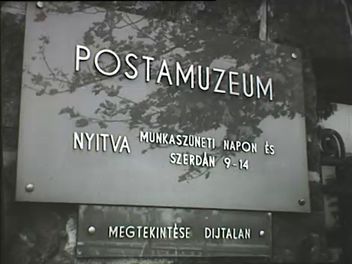 POSTAMUZEUM
NYITVA MUNKASZÜNETI NAPON ÉS
SZERDÁN 9-14
MEGTEKINTÉSE DIJTALAN